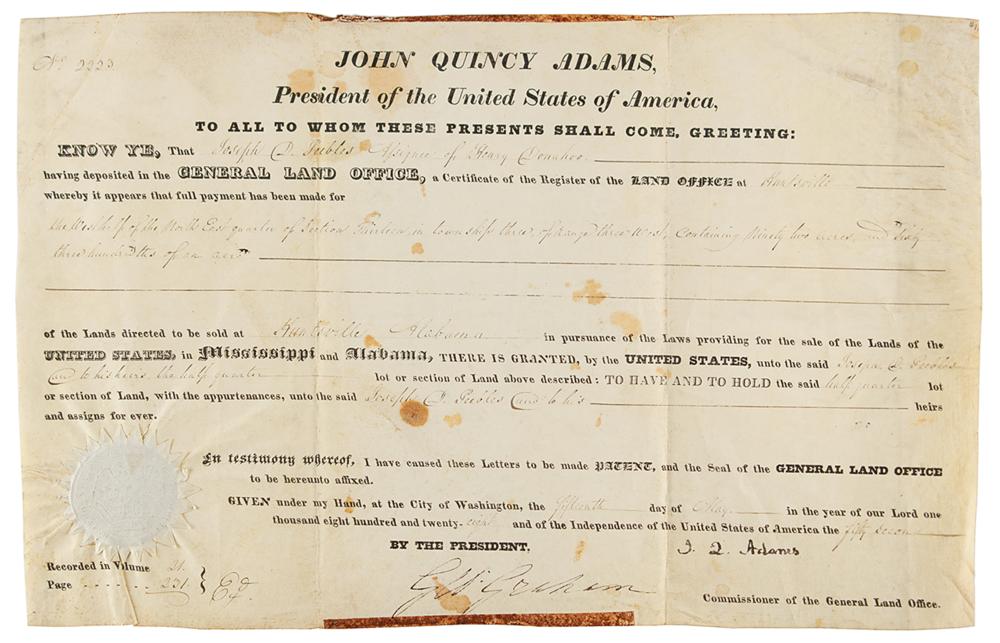 No. 2223
JOHN QUINCY ADAMS,
President of the United States of America,
TO ALL TO WHOM THESE PRESENTS SHALL COME, GREETING:
KNOW YE, That Joseph D. Peebles Assignee of Henry Donahoo
having deposited in the GENERAL LAND OFFICE, a Certificate of the Register of the LAND OFFICE at Huntsville
whereby it appears that full payment has been made for
the West half of the North East quarter of Section Thirteen, in township three, of range three West, Containing Ninety two acres, and sixty
three hundredths of an acre
of the Lands directed to be sold at Huntsville Alabama in pursuance of the Laws providing for the sale of the Lands of the
UNITED STATES, in Mississippi and Alabama, THERE IS GRANTED, by the UNITED STATES, unto the said Joseph D. Peebles
and to his heirs, the half quarter lot or section of Land above described: TO HAVE AND TO HOLD the said half quarter lot
or section of Land, with the appurtenances, unto the said Joseph D. Peebles and to his heirs
and assigns for ever.
In testimony whereof, I have caused these Letters to be made PATENT, and the Seal of the GENERAL LAND OFFICE
to be hereunto affixed.
GIVEN under my Hand, at the City of Washington, the fifteenth day of May in the year of our Lord one
thousand eight hundred and twenty-eight and of the Independence of the United States of America the fifty second
BY THE PRESIDENT, J. Q. Adams
Recorded in Volume 21.
Page 231 } Ex.
Geo. Graham
Commissioner of the General Land Office.